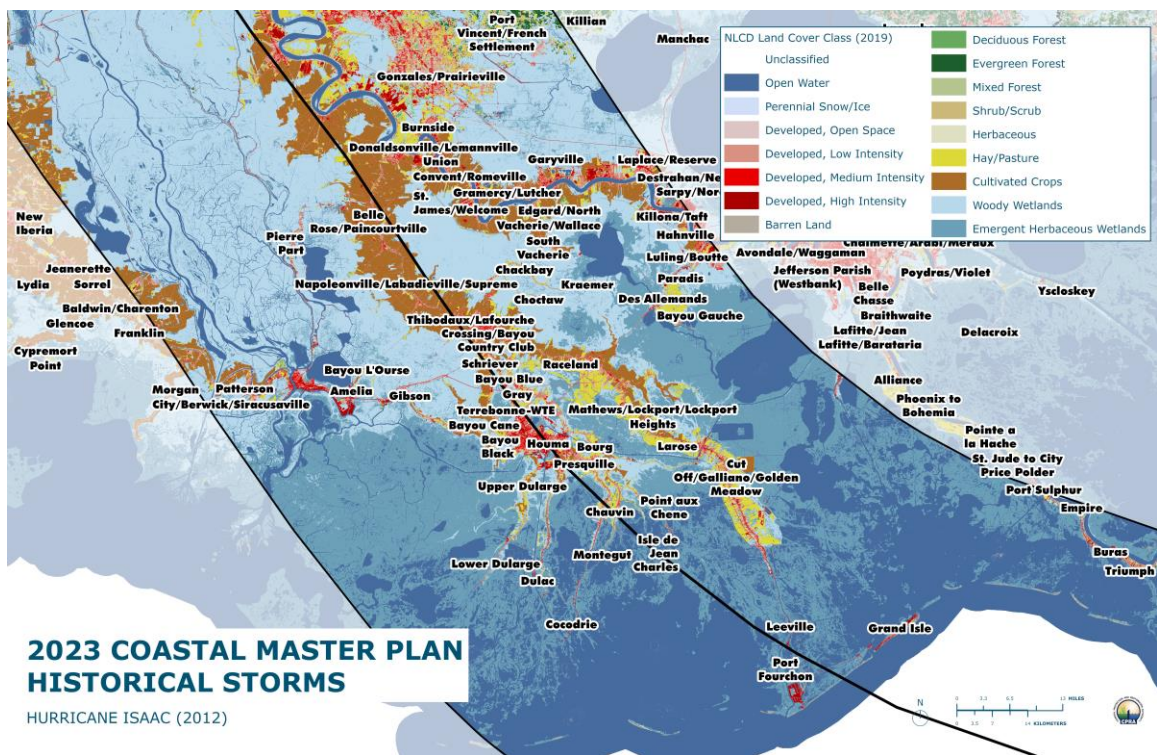 Port
Vincent/French
Settlement
Killian
Manchac
Gonzales/Prairieville
NLCD Land Cover Class (2019)
Unclassified
Open Water
Perennial Snow/Ice
Developed, Open Space
Developed, Low Intensity
Developed, Medium Intensity
Developed, High Intensity
Barren Land
Deciduous Forest
Evergreen Forest
Mixed Forest
Shrub/Scrub
Herbaceous
Hay/Pasture
Cultivated Crops
Woody Wetlands
Emergent Herbaceous Wetlands
Burnside
Donaldsonville/Lemannville
Union
Convent/Romeville
Garyville
Laplace/Reserve
Destrahan/Ne
Sarpy/Nor
St.
James/Welcome
Gramercy/Lutcher
Edgard/North
Vacherie/Wallace
Killona/Taft
Hahnville
New
Iberia
Belle
Rose/Paincourtville
Pierre
Part
South
Vacherie
Luling/Boutte
Avondale/Waggaman
Chalmette/Arabi/Meraux
Jeanerette
Lydia
Sorrel
Chackbay
Kraemer
Paradis
Jefferson Parish
(Westbank)
Poydras/Violet
Yscloskey
Baldwin/Charenton
Glencoe
Napoleonville/Labadieville/Supreme
Choctaw
Des Allemands
Bayou Gauche
Belle
Chasse
Braithwaite
Franklin
Thibodaux/Lafourche
Crossing/Bayou
Country Club
Lafitte/Jean
Lafitte/Barataria
Delacroix
Cypremort
Point
Schriever
Raceland
Bayou L'Ourse
Bayou Blue
Alliance
Morgan
City/Berwick/Siracusaville
Patterson
Amelia
Gibson
Gray
Phoenix to
Bohemia
Terrebonne-WTE
Mathews/Lockport/Lockport
Heights
Bayou Cane
Bayou
Black
Houma
Bourg
Larose
Pointe a
la Hache
Presquille
Cut
Off/Galliano/Golden
Meadow
St. Jude to City
Price Polder
Upper Dularge
Port Sulphur
Chauvin
Point aux
Chene
Empire
Lower Dularge
Dulac
Montegut
Isle de
Jean
Charles
Buras
Triumph
Cocodrie
Leeville
Grand Isle
Port
Fourchon
2023 COASTAL MASTER PLAN
HISTORICAL STORMS
HURRICANE ISAAC (2012)
N
0 3.3 6.5 13 MILES
KILOMETERS
CPRA